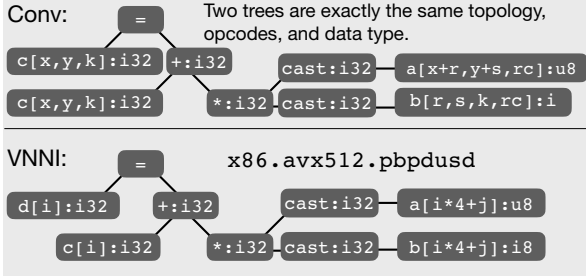 Conv:
=
Two trees are exactly the same topology,
opcodes, and data type.
c[x,y,k]:i32
+:i32
cast:i32
a[x+r,y+s,rc]:u8
c[x,y,k]:i32
*:i32
cast:i32
b[r,s,k,rc]:i
VNNI:
=
x86.avx512.pbpdusd
d[i]:i32
+:i32
cast:i32
a[i*4+j]:u8
c[i]:i32
*:i32
cast:i32
b[i*4+j]:i8